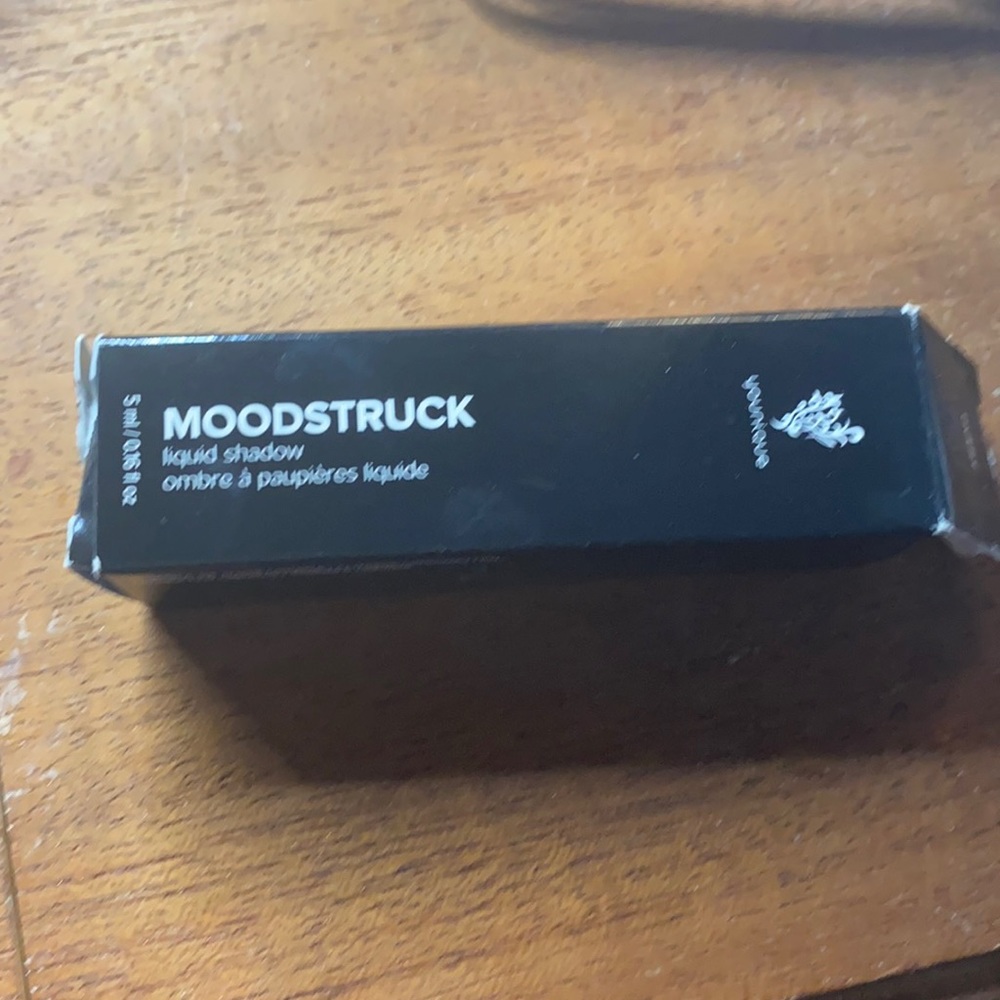 MOODSTRUCK
liquid shadow
ombre à paupières liquide
5 ml / 0.16 fl oz
younique